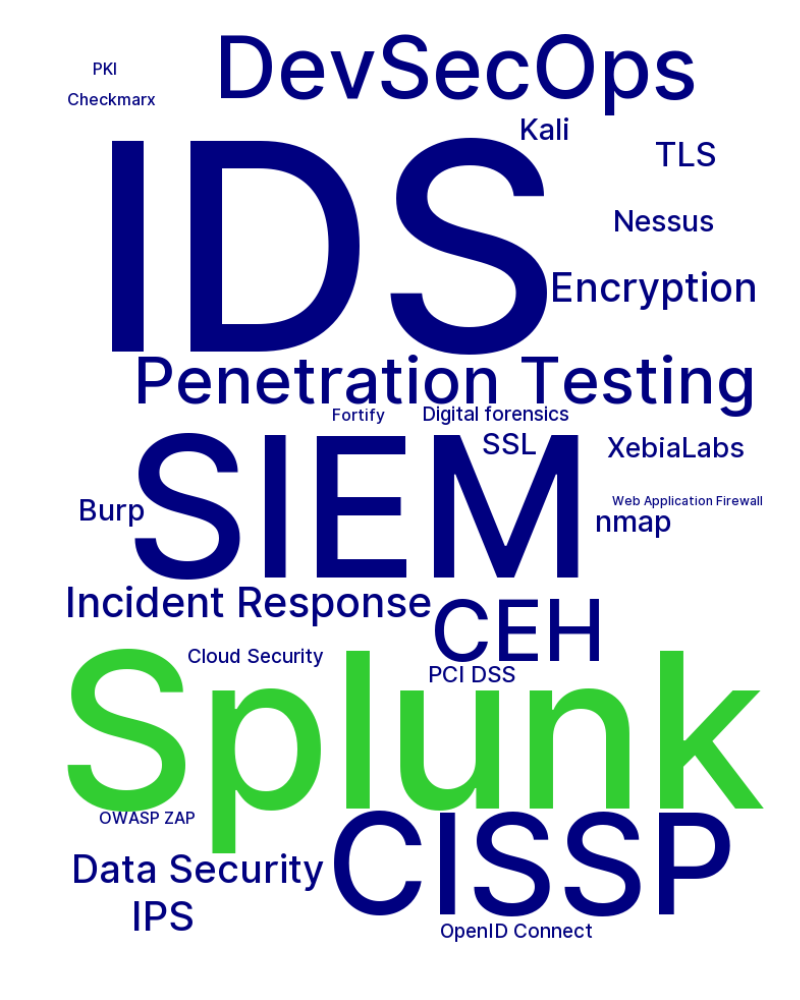 DevSecOps
PKI
Checkmarx
Kali
TLS
IDS
Nessus
Encryption
Penetration Testing
Fortify
Digital forensics
SSL
XebiaLabs
SIEM
Web Application Firewall
Burp
nmap
Incident Response
CEH
Cloud Security
PCI DSS
Splunk
OWASP ZAP
CISSP
Data Security
IPS
OpenID Connect